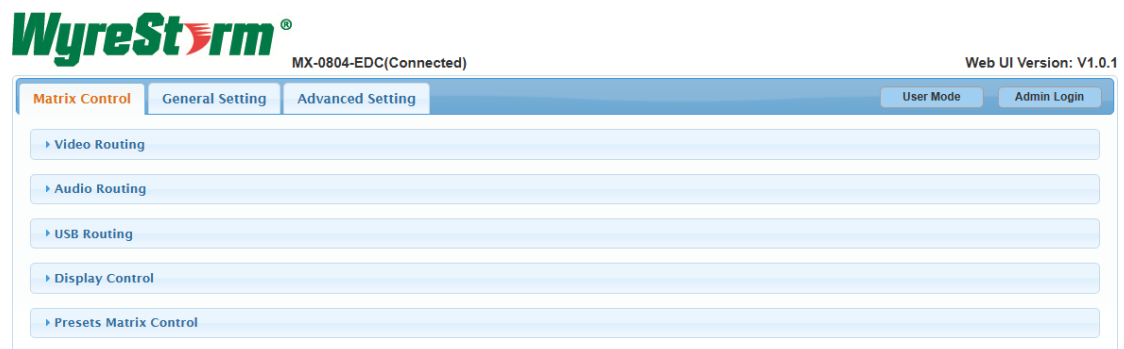 WyreStorm®
MX-0804-EDC(Connected)
Web UI Version: V1.0.1
Matrix Control
General Setting
Advanced Setting
User Mode
Admin Login
Video Routing
Audio Routing
USB Routing
Display Control
Presets Matrix Control